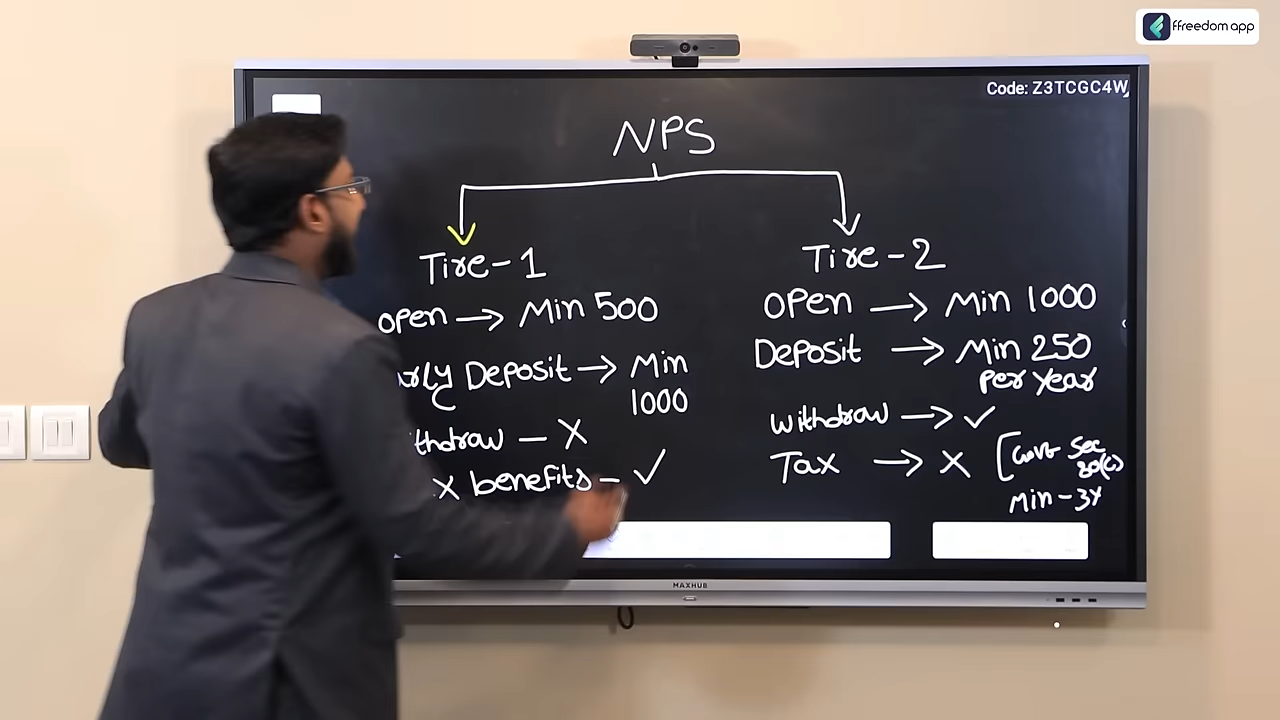 ffreedom app
Code: Z3TCGC4W
NPS
Tire-1
open → Min 500
Deposit → Min
1000
- X
benefits - ✓
Tire-2
open → Min 1000
Deposit → Min 250
Per Year
withdraw → ✓
Tax → X [Govt Sec
80(c)
Min - 3Y
MAXHUB